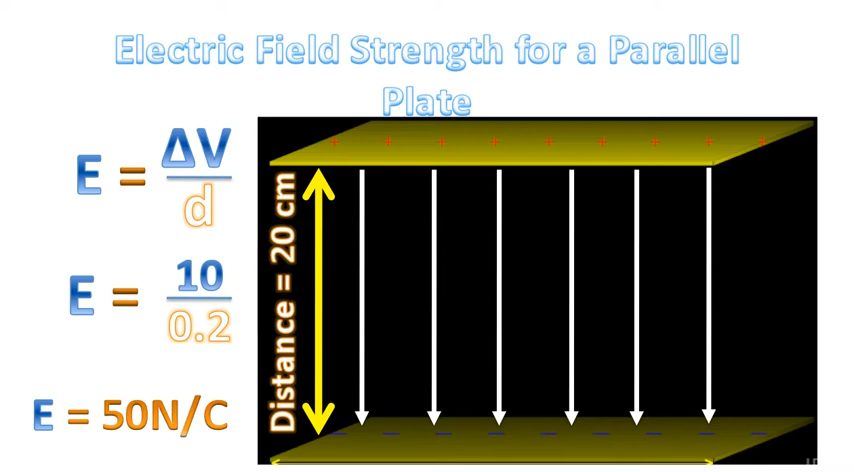 Electric Field Strength for a Parallel
Plate
E = ΔV
d
E = 10
0.2
E = 50N/C
Distance = 20 cm
+ + + + + + + + +
− − − − − − − −